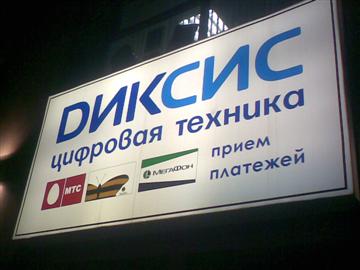 ДИКСИС
цифровая техника
МТС
МЕГАФОН
прием
платежей